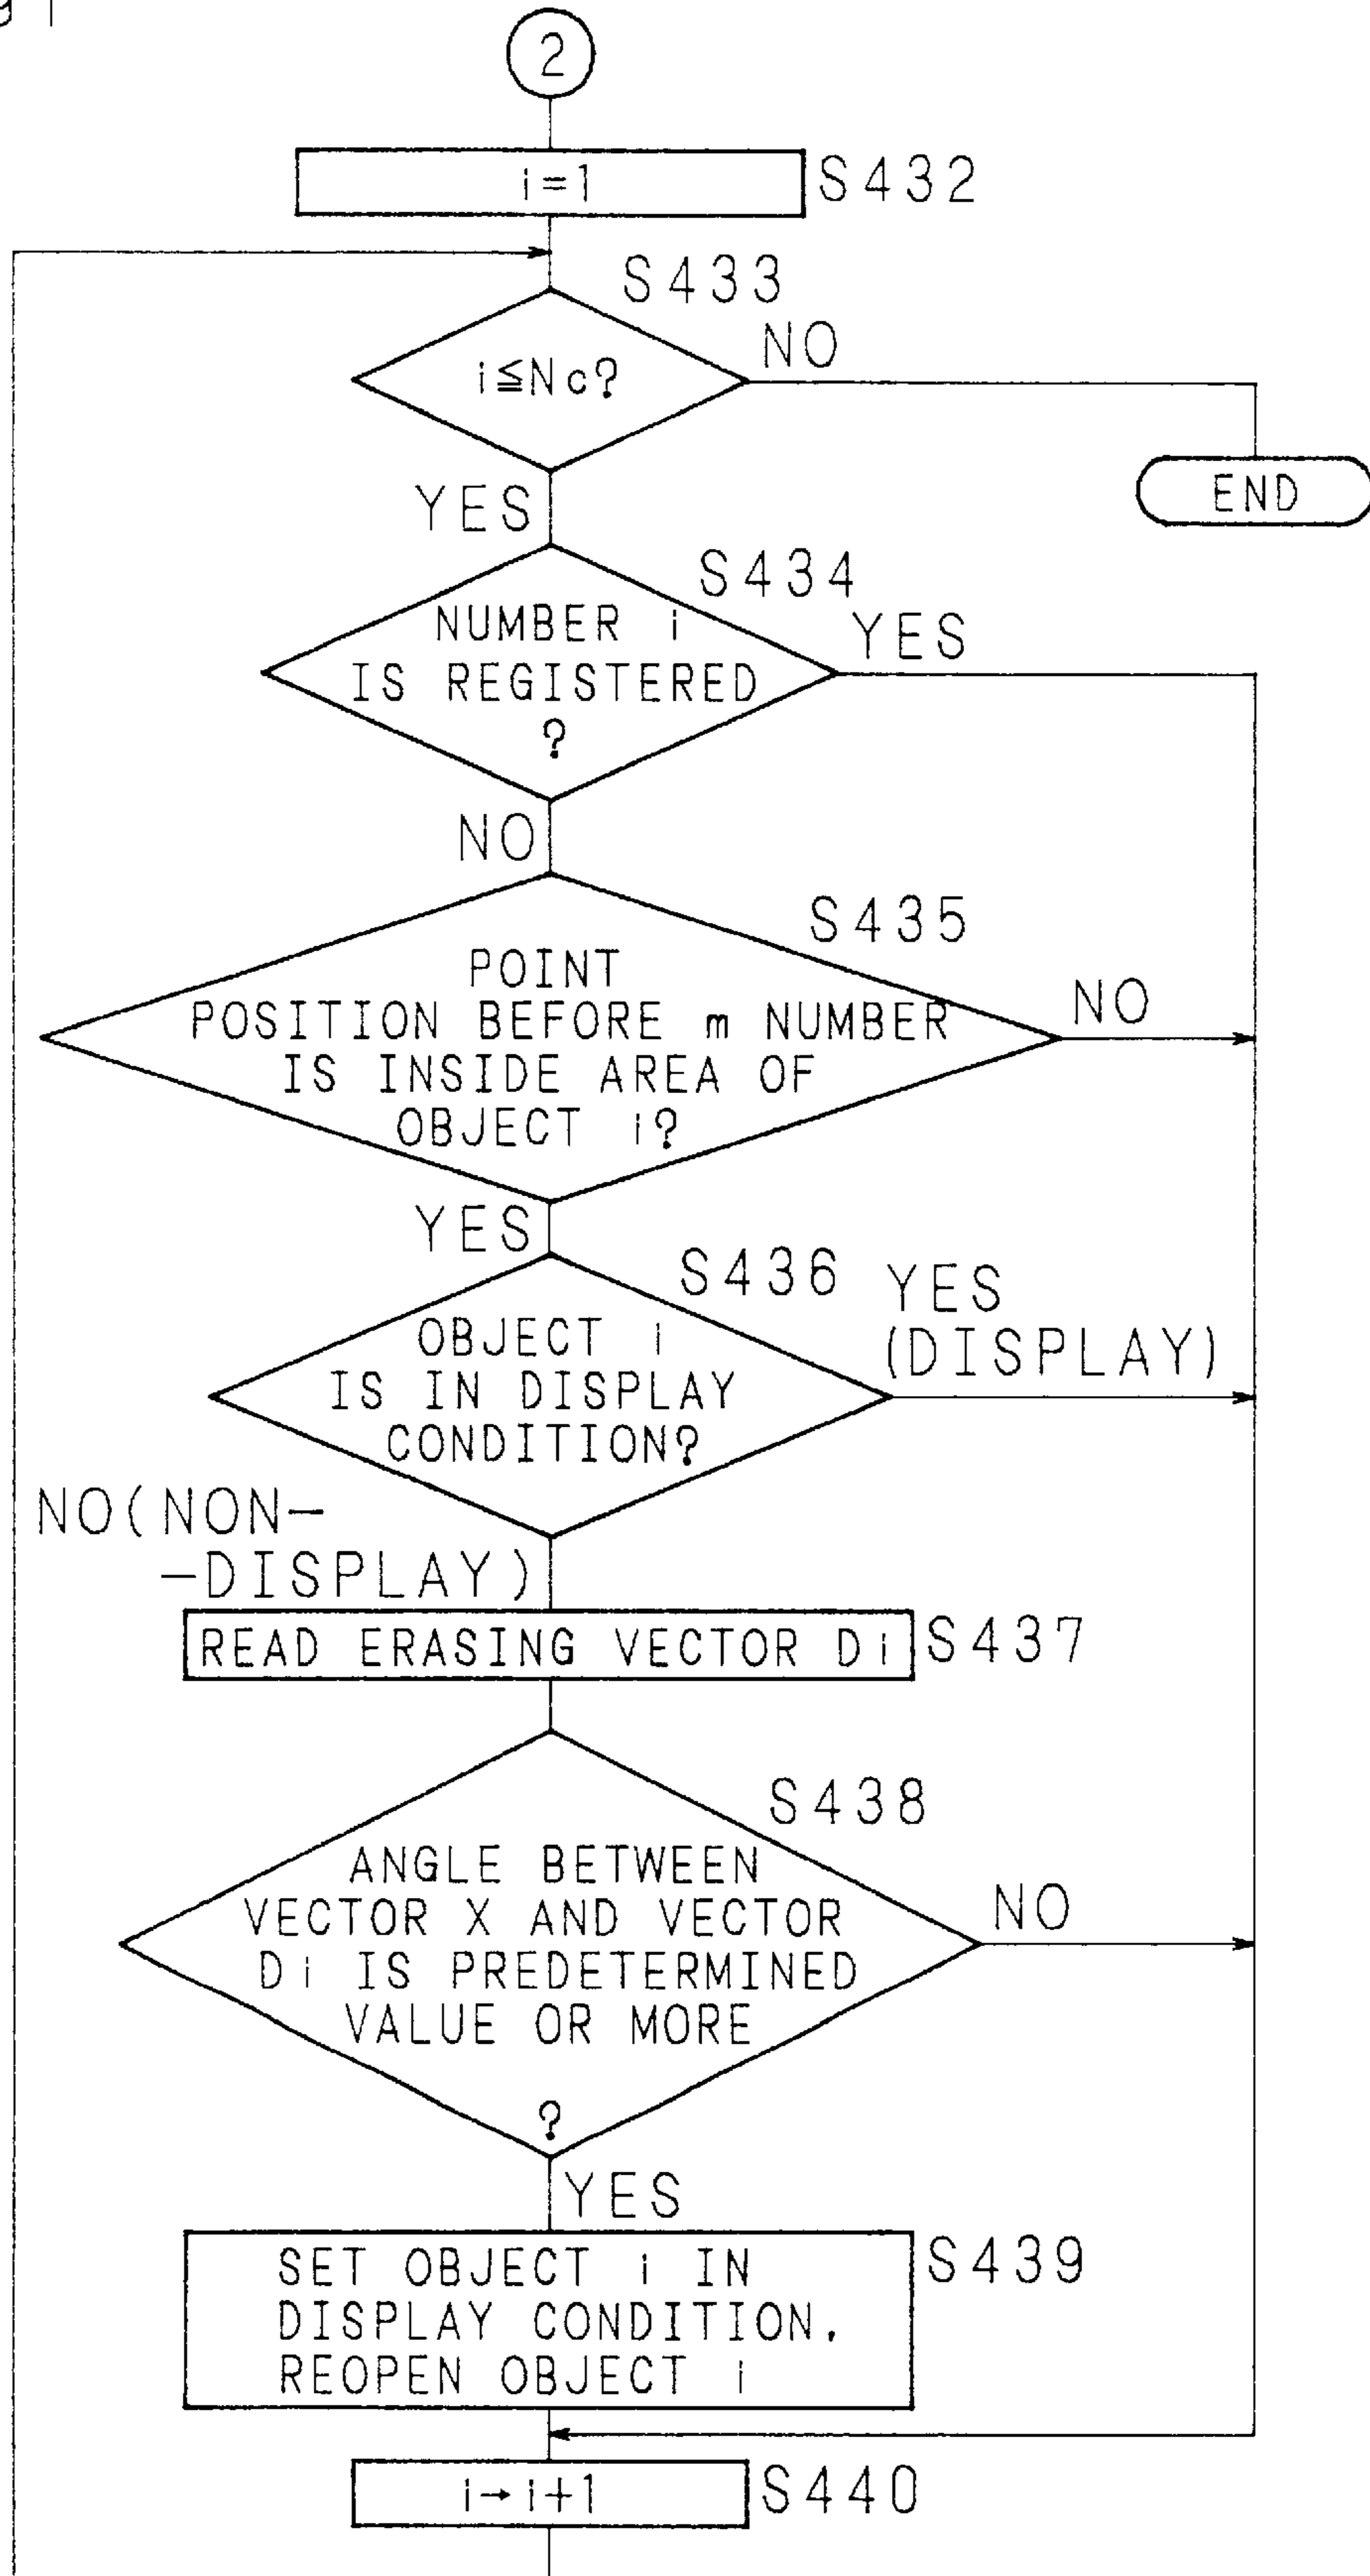 2
i=1 S432
S433
i≦Nc? NO
END
YES
S434
NUMBER i YES
IS REGISTERED
?
NO
S435
POINT
POSITION BEFORE m NUMBER NO
IS INSIDE AREA OF
OBJECT i?
YES
S436 YES
OBJECT i (DISPLAY)
IS IN DISPLAY
CONDITION?
NO(NON-
-DISPLAY)
READ ERASING VECTOR Di S437
S438
ANGLE BETWEEN
VECTOR X AND VECTOR NO
Di IS PREDETERMINED
VALUE OR MORE
?
YES
SET OBJECT i IN S439
DISPLAY CONDITION.
REOPEN OBJECT i
i→i+1 S440